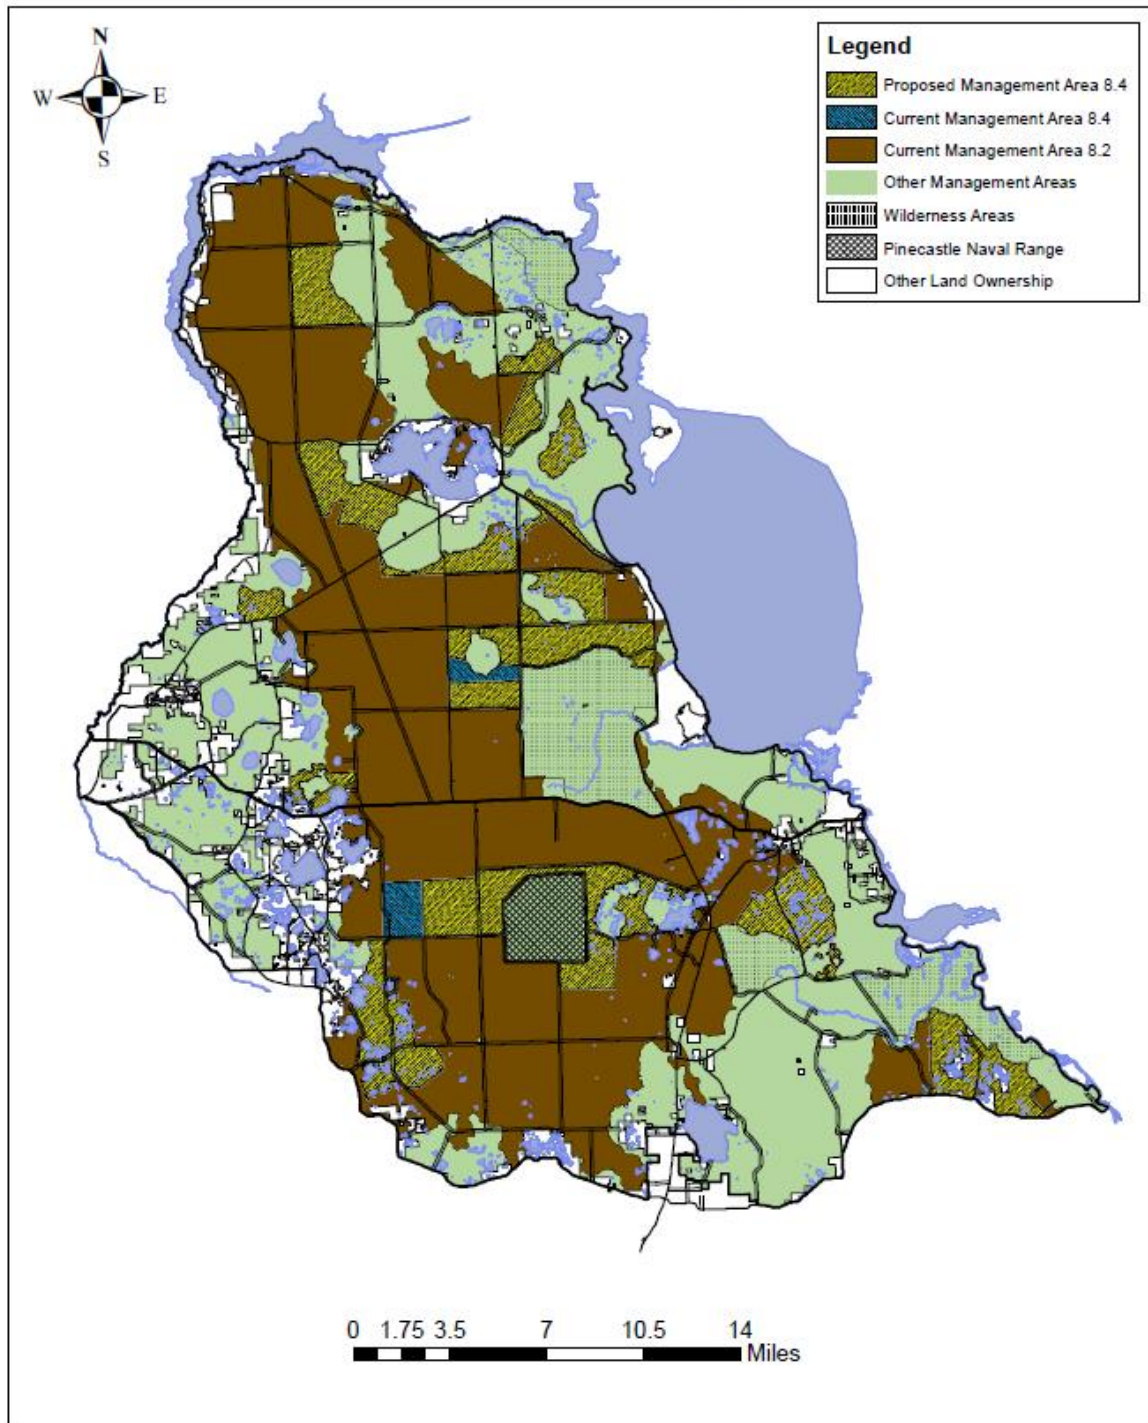 N
W E
S
Legend
Proposed Management Area 8.4
Current Management Area 8.4
Current Management Area 8.2
Other Management Areas
Wilderness Areas
Pinecastle Naval Range
Other Land Ownership
0 1.75 3.5 7 10.5 14
Miles